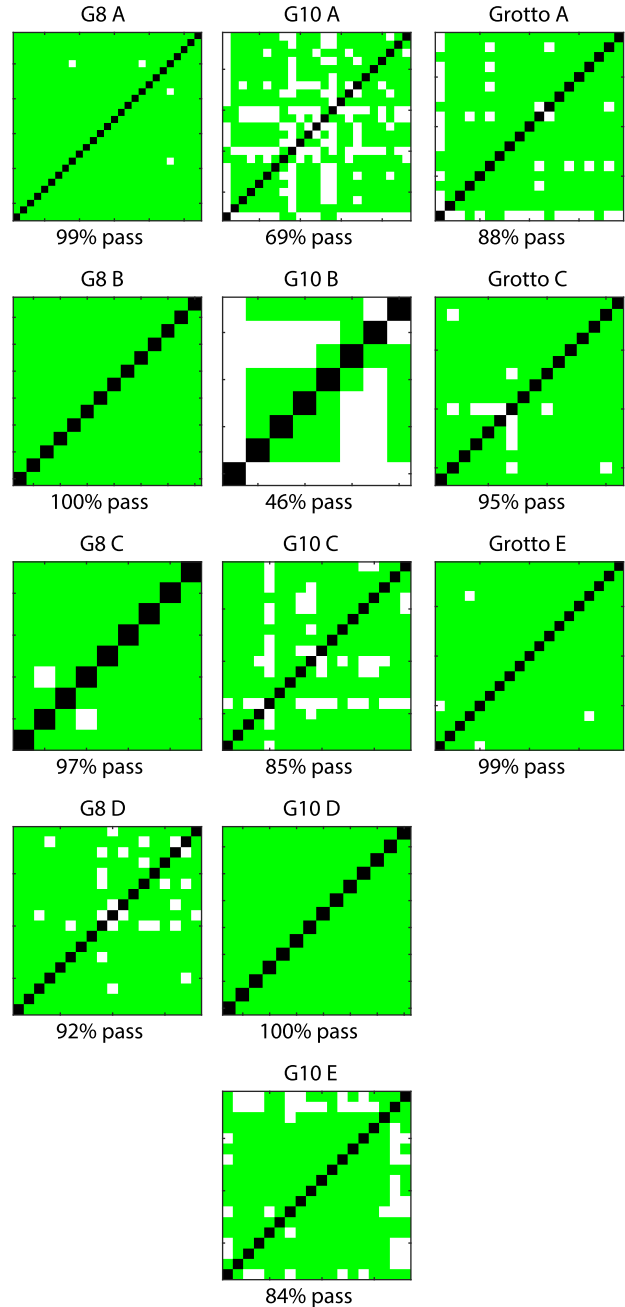 G8 A
G10 A
Grotto A
99% pass
69% pass
88% pass
G8 B
G10 B
Grotto C
100% pass
46% pass
95% pass
G8 C
G10 C
Grotto E
97% pass
85% pass
99% pass
G8 D
G10 D
92% pass
100% pass
G10 E
84% pass